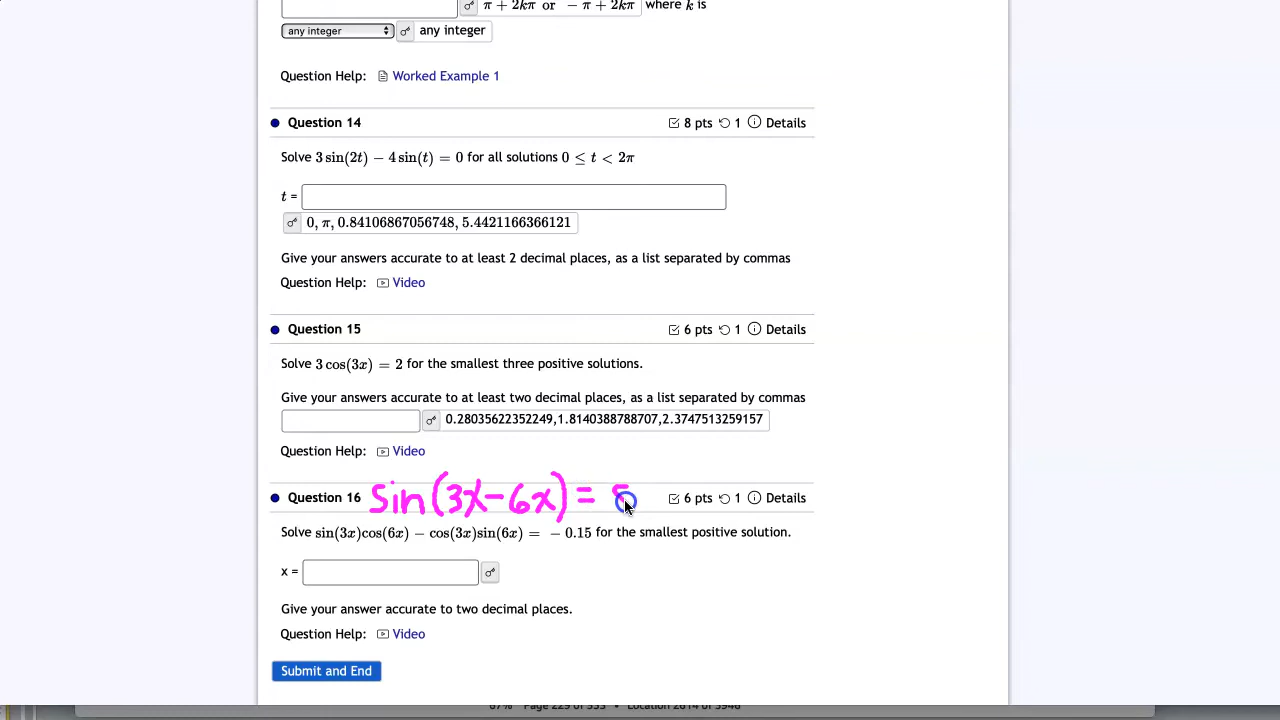 π + 2kπ or − π + 2kπ where k is
any integer any integer
Question Help: Worked Example 1
Question 14 8 pts 1 Details
Solve 3 sin(2t) − 4 sin(t) = 0 for all solutions 0 ≤ t < 2π
t =
0, π, 0.84106867056748, 5.4421166366121
Give your answers accurate to at least 2 decimal places, as a list separated by commas
Question Help: Video
Question 15 6 pts 1 Details
Solve 3 cos(3x) = 2 for the smallest three positive solutions.
Give your answers accurate to at least two decimal places, as a list separated by commas
0.28035622352249,1.8140388788707,2.3747513259157
Question Help: Video
Question 16 sin(3x−6x) = 6 pts 1 Details
Solve sin(3x)cos(6x) − cos(3x)sin(6x) = − 0.15 for the smallest positive solution.
x =
Give your answer accurate to two decimal places.
Question Help: Video
Submit and End